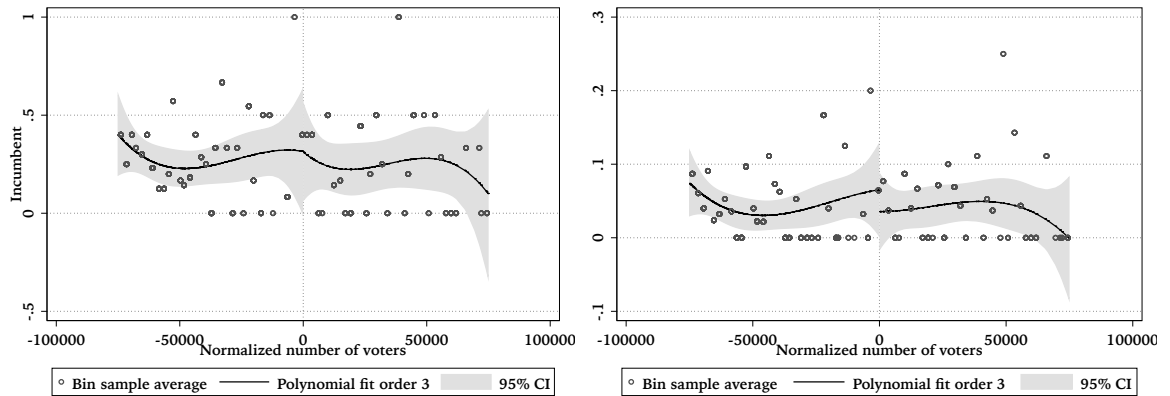 1
.5
0
-.5
Incumbent
-100000 -50000 0 50000 100000
Normalized number of voters
Bin sample average Polynomial fit order 3 95% CI
.3
.2
.1
0
-.1
-100000 -50000 0 50000 100000
Normalized number of voters
Bin sample average Polynomial fit order 3 95% CI